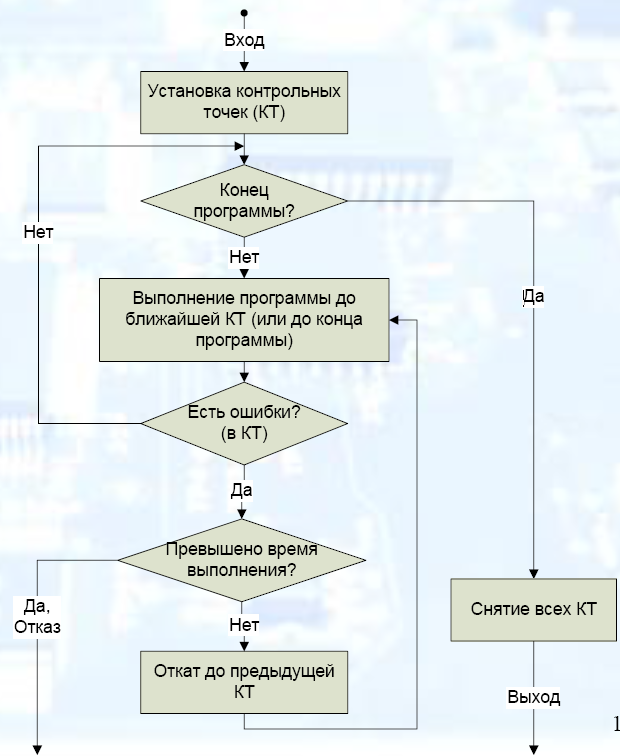 Вход
Установка контрольных
точек (КТ)
Конец
программы?
Нет
Нет
Да
Выполнение программы до
ближайшей КТ (или до конца
программы)
Есть ошибки?
(в КТ)
Да
Превышено время
выполнения?
Да,
Отказ
Нет
Снятие всех КТ
Откат до предыдущей
КТ
Выход
1